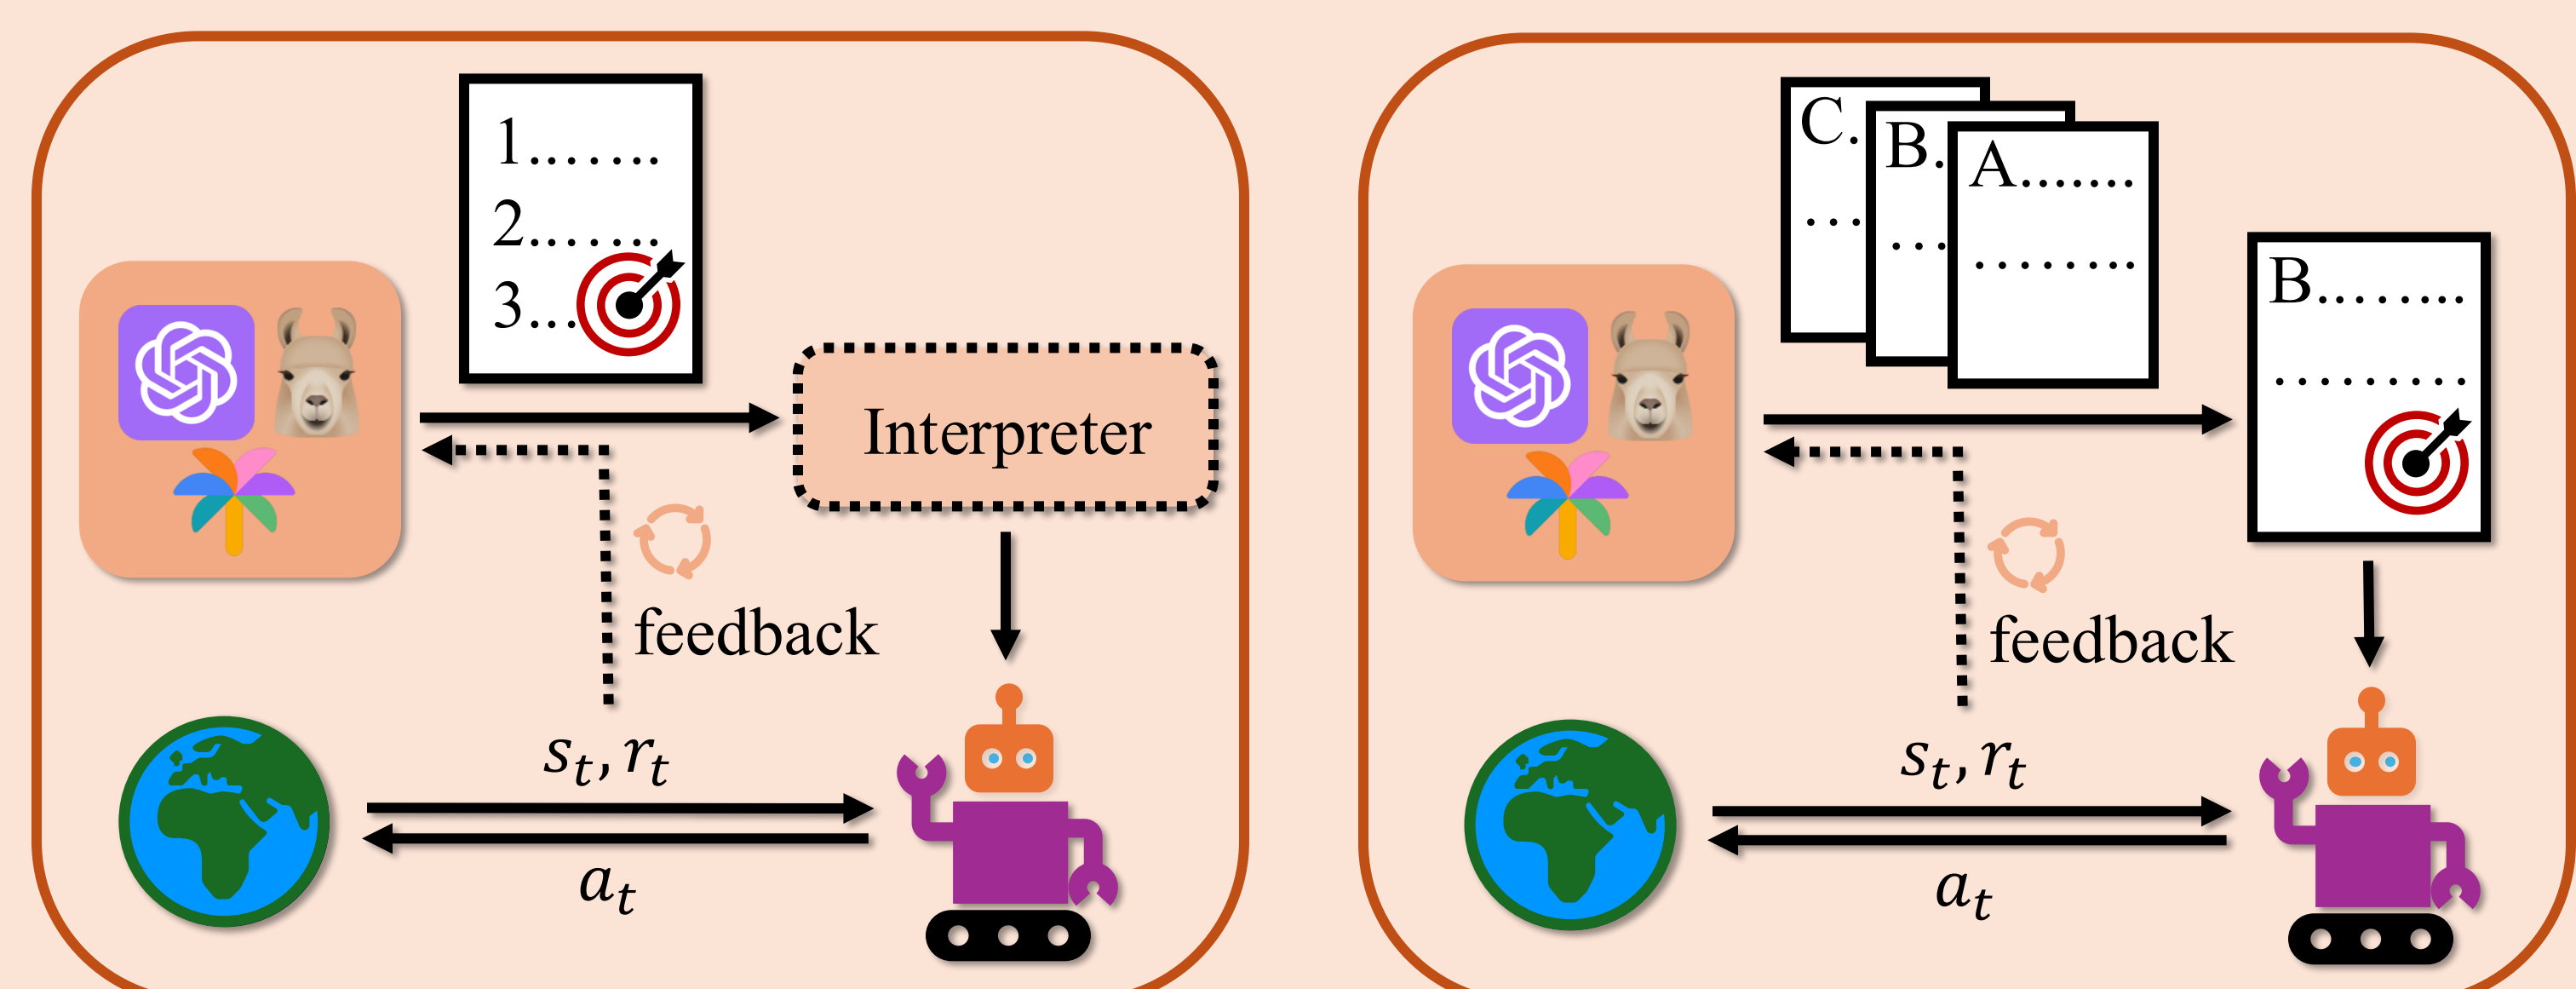 1.......
2.......
3...
Interpreter
feedback
s_t, r_t
a_t
C.
...
B.
...
A.......
........
B........
.........
feedback
s_t, r_t
a_t